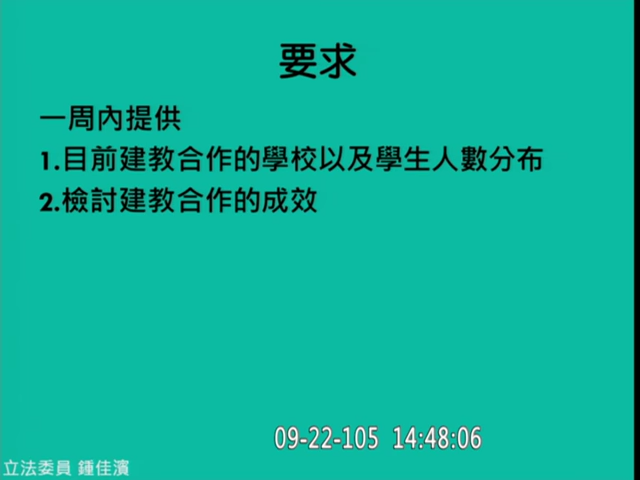 要求
一周內提供
1.目前建教合作的學校以及學生人數分布
2.檢討建教合作的成效
09-22-105 14:48:06
立法委員 鍾佳濱